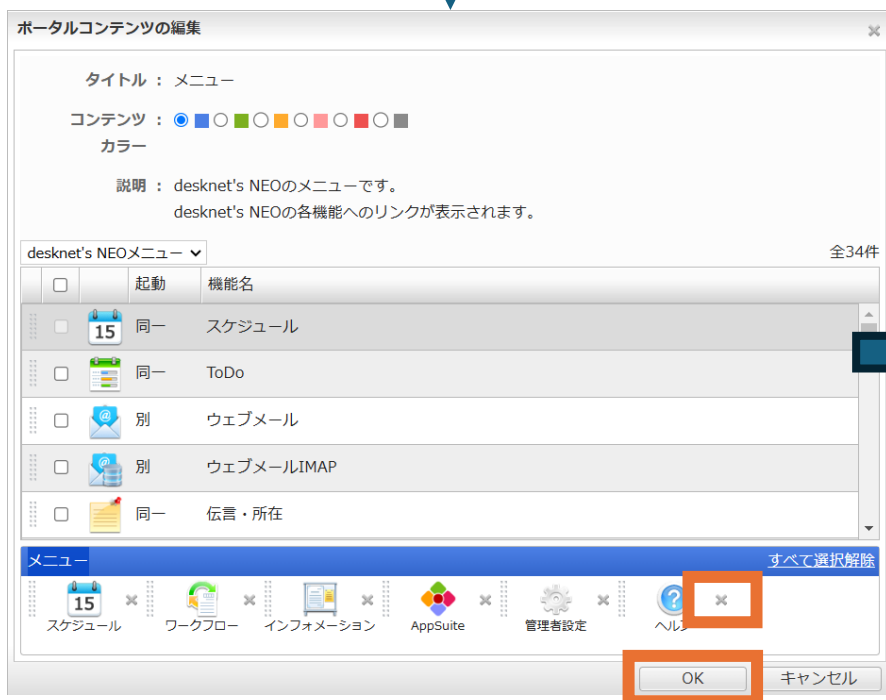 ポータルコンテンツの編集
タイトル : メニュー
コンテンツ :
カラー
説明 : desknet's NEOのメニューです。
desknet's NEOの各機能へのリンクが表示されます。
desknet's NEOメニュー 全34件
起動 機能名
15 同一 スケジュール
同一 ToDo
別 ウェブメール
別 ウェブメールIMAP
同一 伝言・所在
メニュー すべて選択解除
15
スケジュール ワークフロー インフォメーション AppSuite 管理者設定 ヘルプ
OK キャンセル